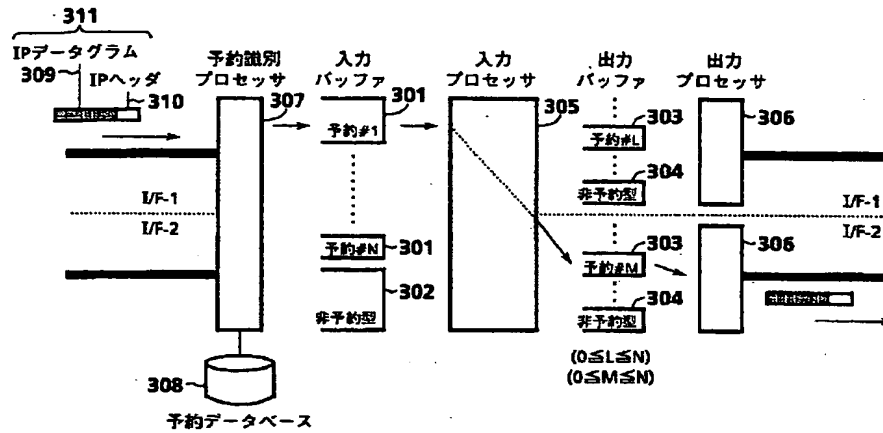 311
IPデータグラム
309
IPヘッダ
310
予約識別
プロセッサ
307
入力
バッファ
301
予約#1
入力
プロセッサ
305
出力
バッファ
303
予約#L
304
非予約型
出力
プロセッサ
306
I/F-1
I/F-2
I/F-1
I/F-2
予約#N
301
302
非予約型
303
予約#M
304
非予約型
306
(0≦L≦N)
(0≦M≦N)
308
予約データベース